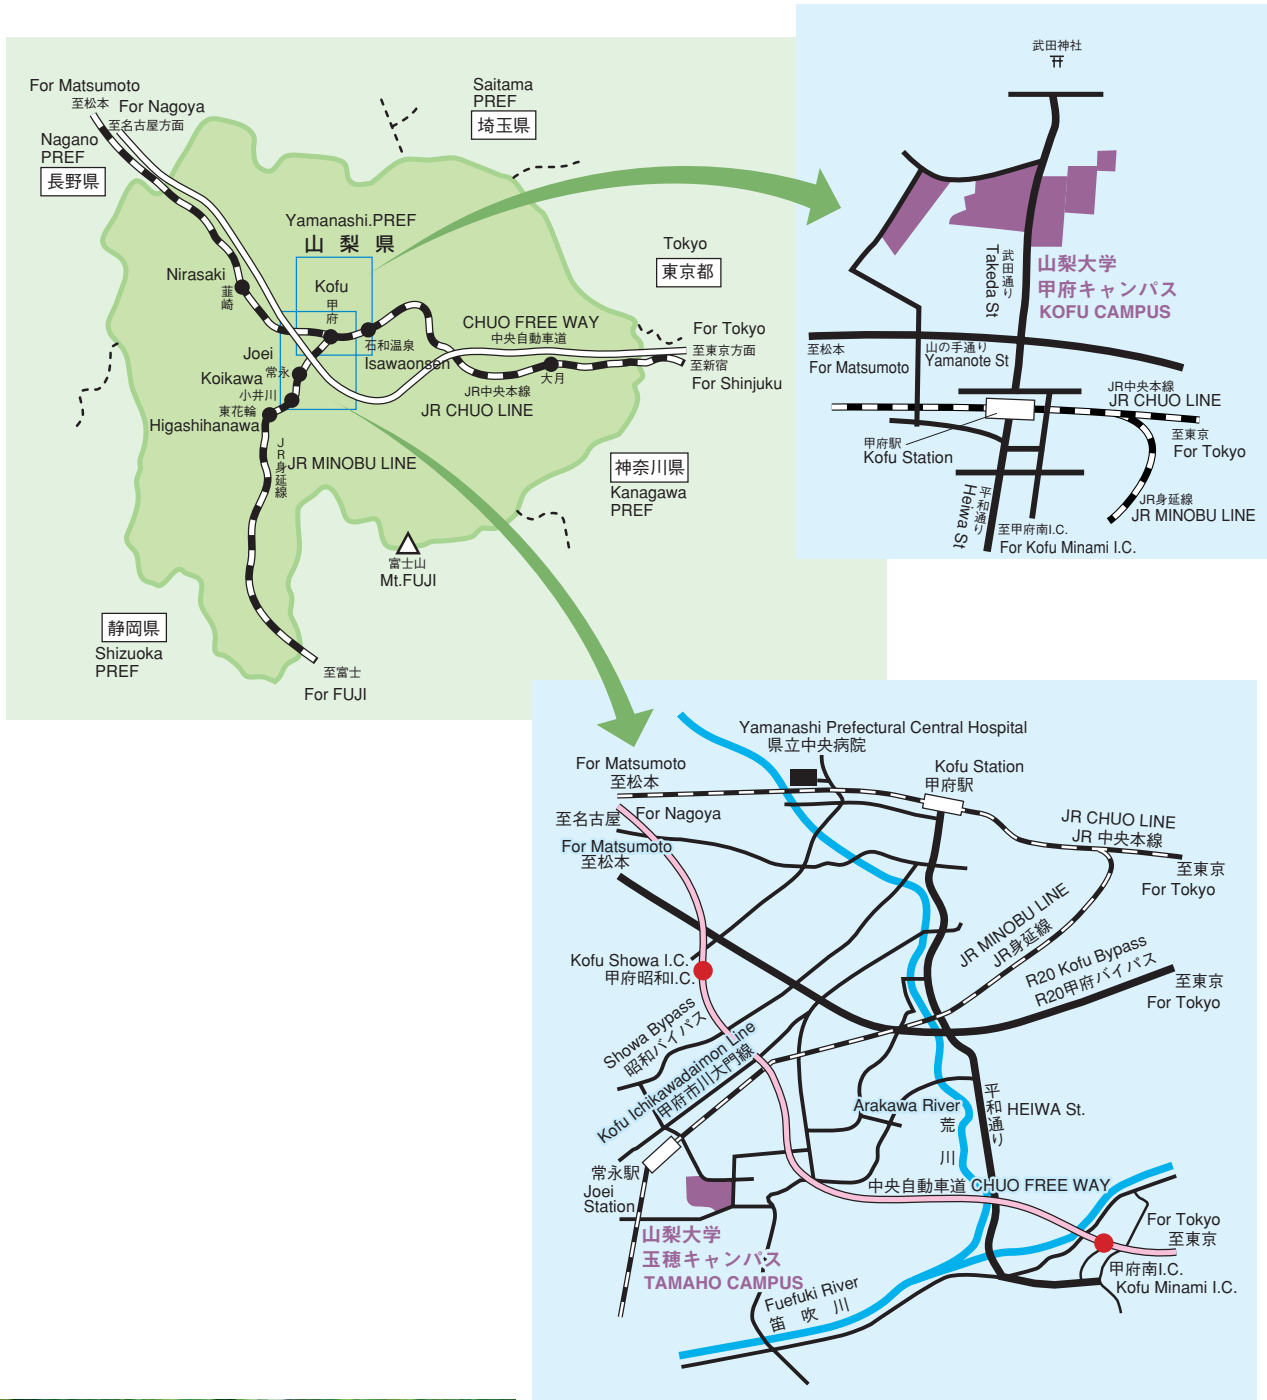 For Matsumoto
至松本
For Nagoya
至名古屋方面
Nagano
PREF
長野県
Saitama
PREF
埼玉県
Yamanashi.PREF
山梨県
Tokyo
東京都
Nirasaki
韮崎
Kofu
甲府
石和温泉
Isawaonsen
CHUO FREE WAY
中央自動車道
For Tokyo
至東京方面
至新宿
For Shinjuku
Joei
常永
Koikawa
小井川
東花輪
Higashihanawa
大月
JR中央本線
JR CHUO LINE
JR身延線
JR MINOBU LINE
神奈川県
Kanagawa
PREF
富士山
Mt.FUJI
静岡県
Shizuoka
PREF
至富士
For FUJI
武田神社
武田通り
Takeda St
山梨大学
甲府キャンパス
KOFU CAMPUS
至松本
For Matsumoto
山の手通り
Yamanote St
JR中央本線
JR CHUO LINE
甲府駅
Kofu Station
至東京
For Tokyo
平和通り
Heiwa St
JR身延線
JR MINOBU LINE
至甲府南I.C.
For Kofu Minami I.C.
Yamanashi Prefectural Central Hospital
県立中央病院
For Matsumoto
至松本
Kofu Station
甲府駅
至名古屋
For Nagoya
For Matsumoto
至松本
JR CHUO LINE
JR 中央本線
至東京
For Tokyo
JR MINOBU LINE
JR身延線
Kofu Showa I.C.
甲府昭和I.C.
R20 Kofu Bypass
R20甲府バイパス
至東京
For Tokyo
Showa Bypass
昭和バイパス
Kofu Ichikawadaimon Line
甲府市川大門線
Arakawa River
荒川
平和通り
HEIWA St.
常永駅
Joei
Station
中央自動車道 CHUO FREE WAY
山梨大学
玉穂キャンパス
TAMAHO CAMPUS
For Tokyo
至東京
甲府南I.C.
Kofu Minami I.C.
Fuefuki River
笛吹川